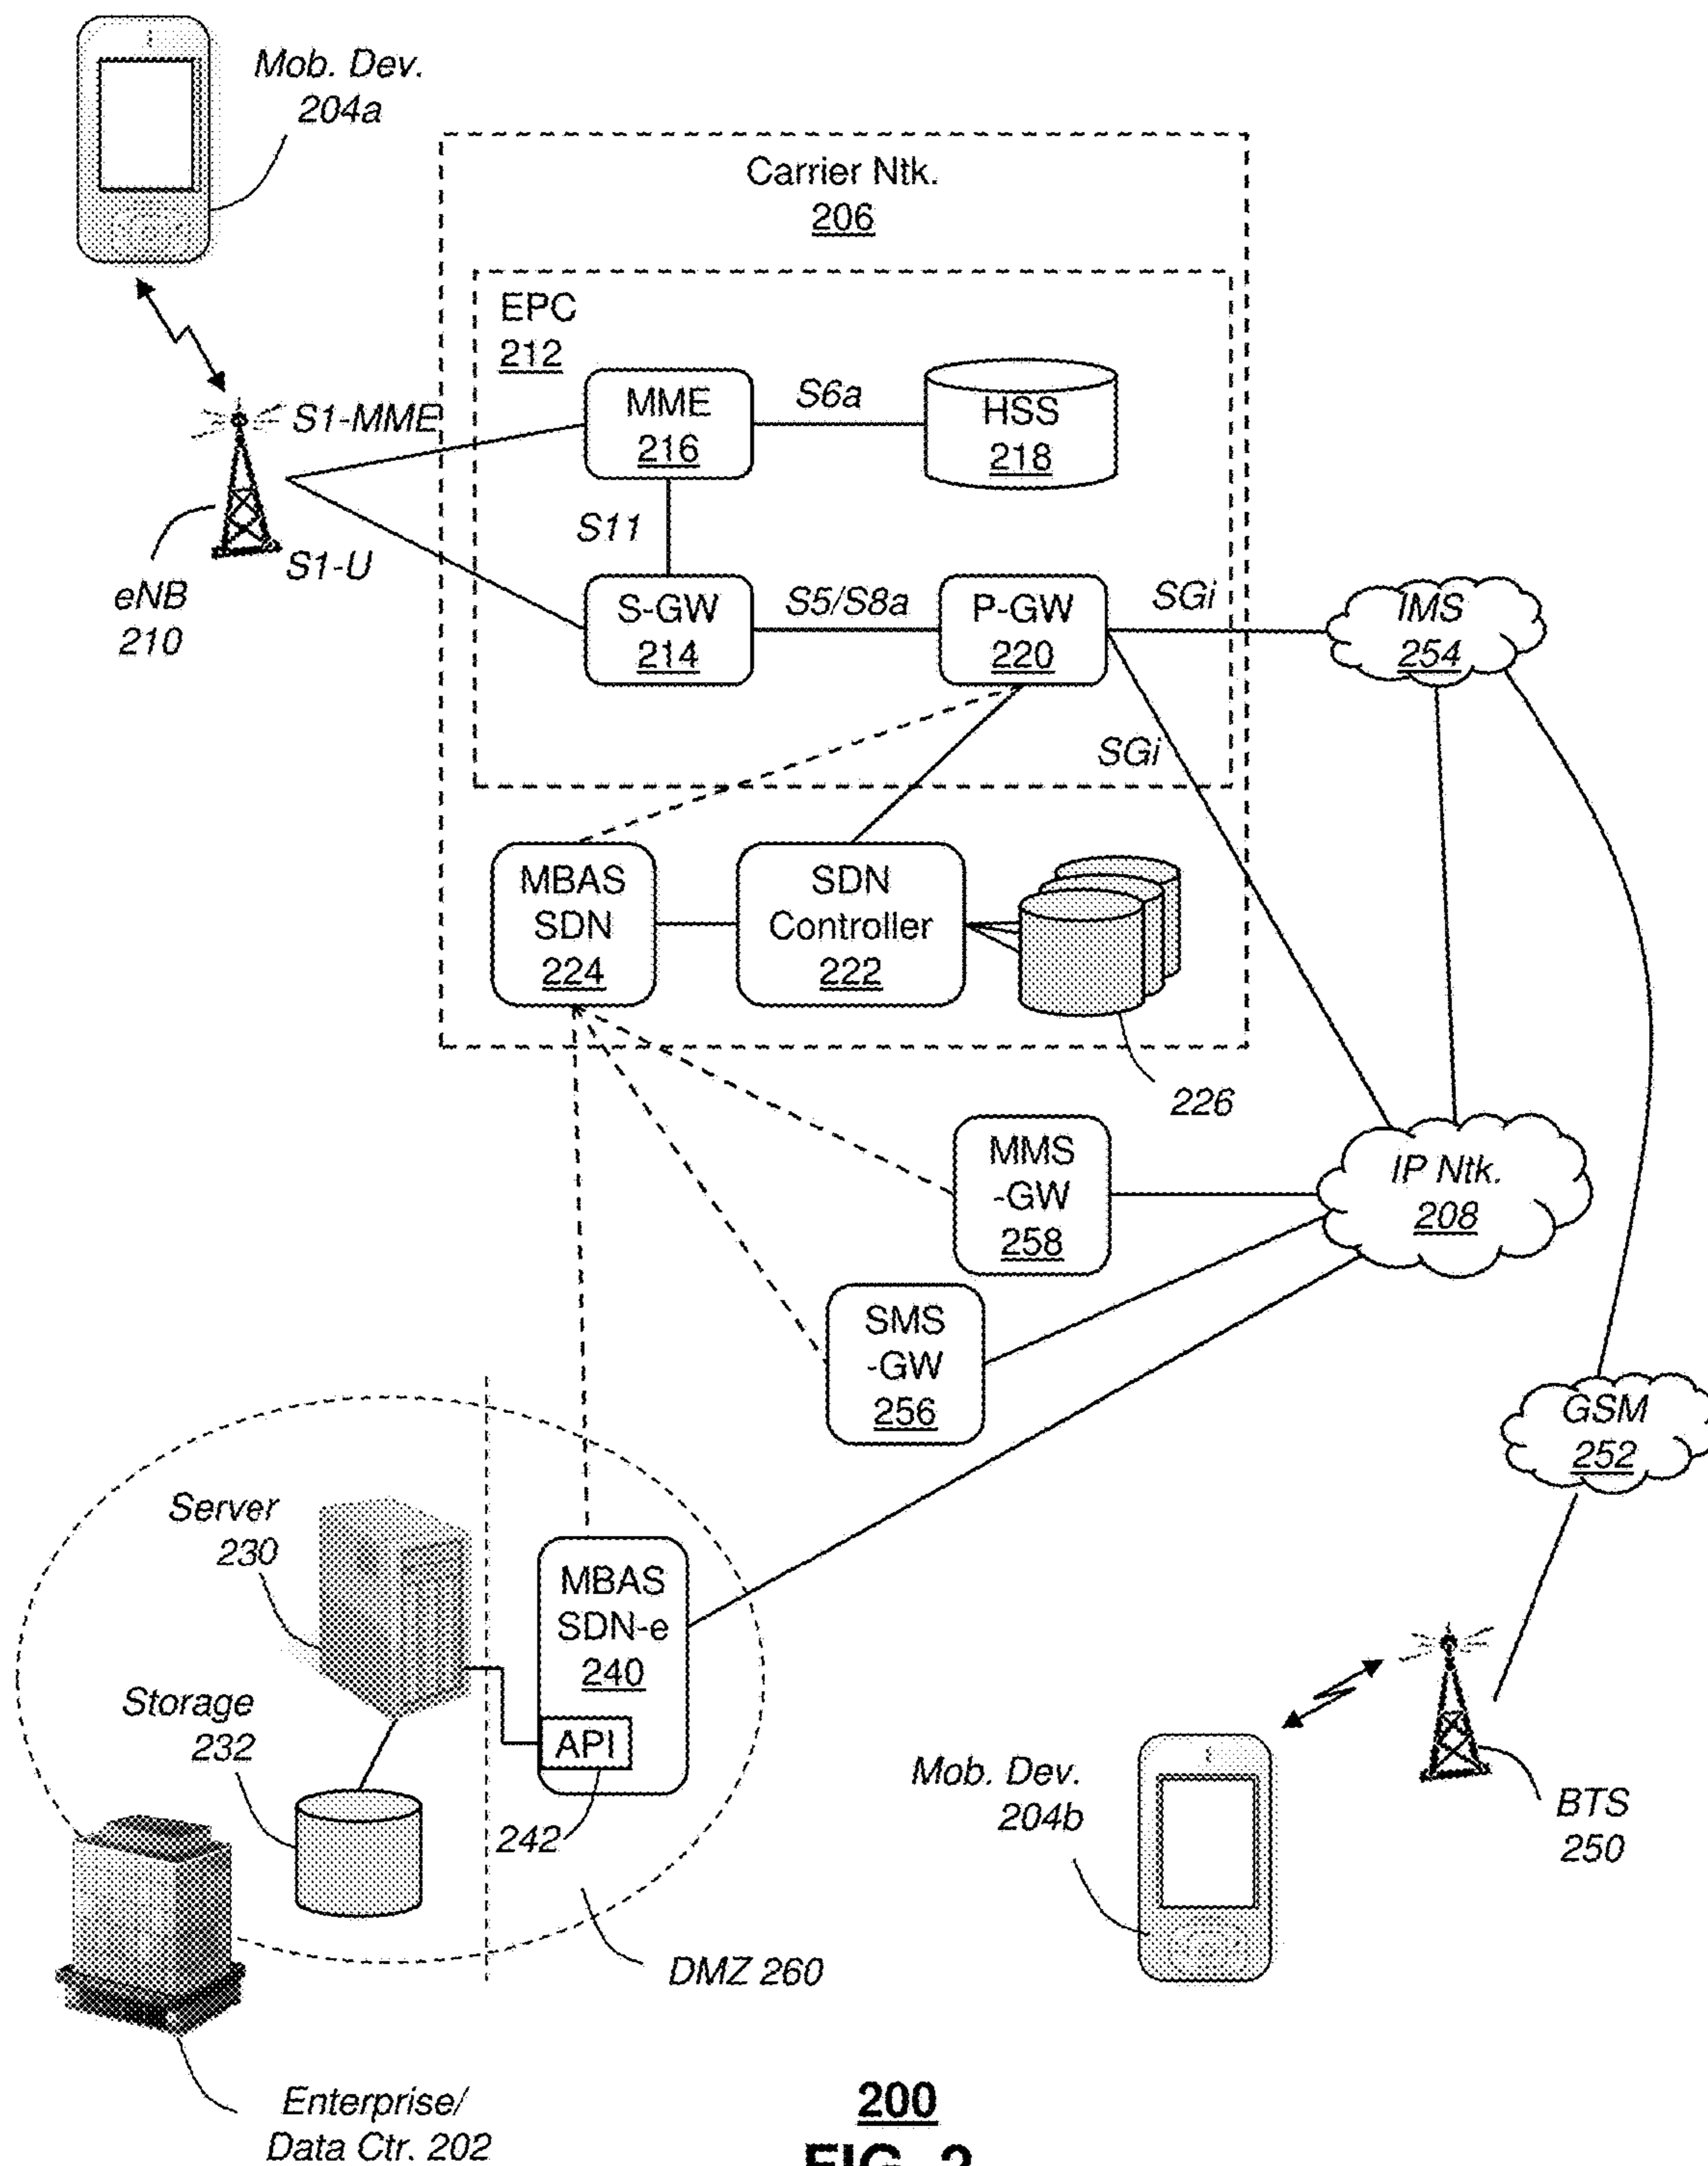 Mob. Dev.
204a
Carrier Ntk.
206
EPC
212
MME
216
S6a
HSS
218
S1-MME
S11
S1-U
eNB
210
S-GW
214
S5/S8a
P-GW
220
SGi
IMS
254
SGi
MBAS
SDN
224
SDN
Controller
222
226
MMS
-GW
258
IP Ntk.
208
SMS
-GW
256
GSM
252
Server
230
MBAS
SDN-e
240
Storage
232
API
242
Mob. Dev.
204b
BTS
250
DMZ 260
Enterprise/
Data Ctr. 202
200
FIG. 2